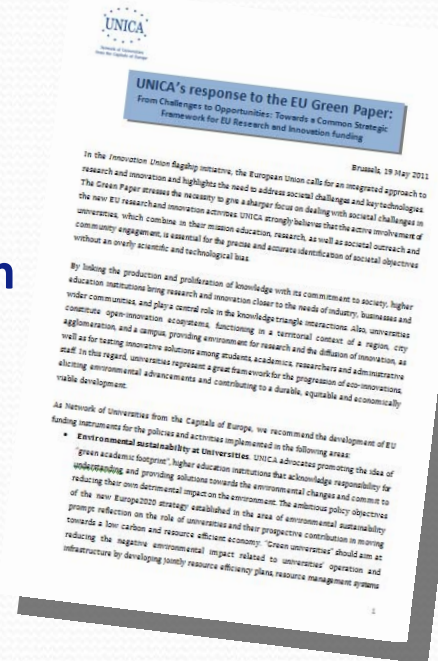 UNICA
Network of Universities
from the Capitals of Europe
UNICA's response to the EU Green Paper:
From Challenges to Opportunities: Towards a Common Strategic
Framework for EU Research and Innovation funding
Brussels, 19 May 2011
In the Innovation Union flagship initiative, the European Union calls for an integrated approach to
research and innovation and highlights the need to address societal challenges and key technologies.
The Green Paper stresses the necessity to give a sharper focus on dealing with societal challenges in
the new EU research and innovation activities. UNICA strongly believes that the active involvement of
universities, which combine in their mission education, research, as well as societal outreach and
community engagement, is essential for the precise and accurate identification of societal objectives
without an overly scientific and technological bias.
By linking the production and proliferation of knowledge with its commitment to society, higher
education institutions bring research and innovation closer to the needs of industry, businesses and
wider communities, and play a central role in the knowledge triangle interactions. Also, universities
constitute open-innovation ecosystems, functioning in a territorial context of a region, city
agglomeration, and a campus, providing environment for research and the diffusion of innovation, as
well as for testing innovative solutions among students, academics, researchers and administrative
staff. In this regard, universities represent a great framework for the progression of eco-innovations,
eliciting environmental advancements and contributing to a durable, equitable and economically
viable development.
As Network of Universities from the Capitals of Europe, we recommend the development of EU
funding instruments for the policies and activities implemented in the following areas:
• Environmental sustainability at Universities. UNICA advocates promoting the idea of
"green academic footprint", higher education institutions that acknowledge responsibility for
understanding and providing solutions towards the environmental changes and commit to
reducing their own detrimental impact on the environment. The ambitious policy objectives
of the new Europe2020 strategy established in the area of environmental sustainability
prompt reflection on the role of universities and their prospective contribution in moving
towards a low carbon and resource efficient economy. "Green universities" should aim at
reducing the negative environmental impact related to universities' operation and
infrastructure by developing jointly resource efficiency plans, resource management systems
1
n